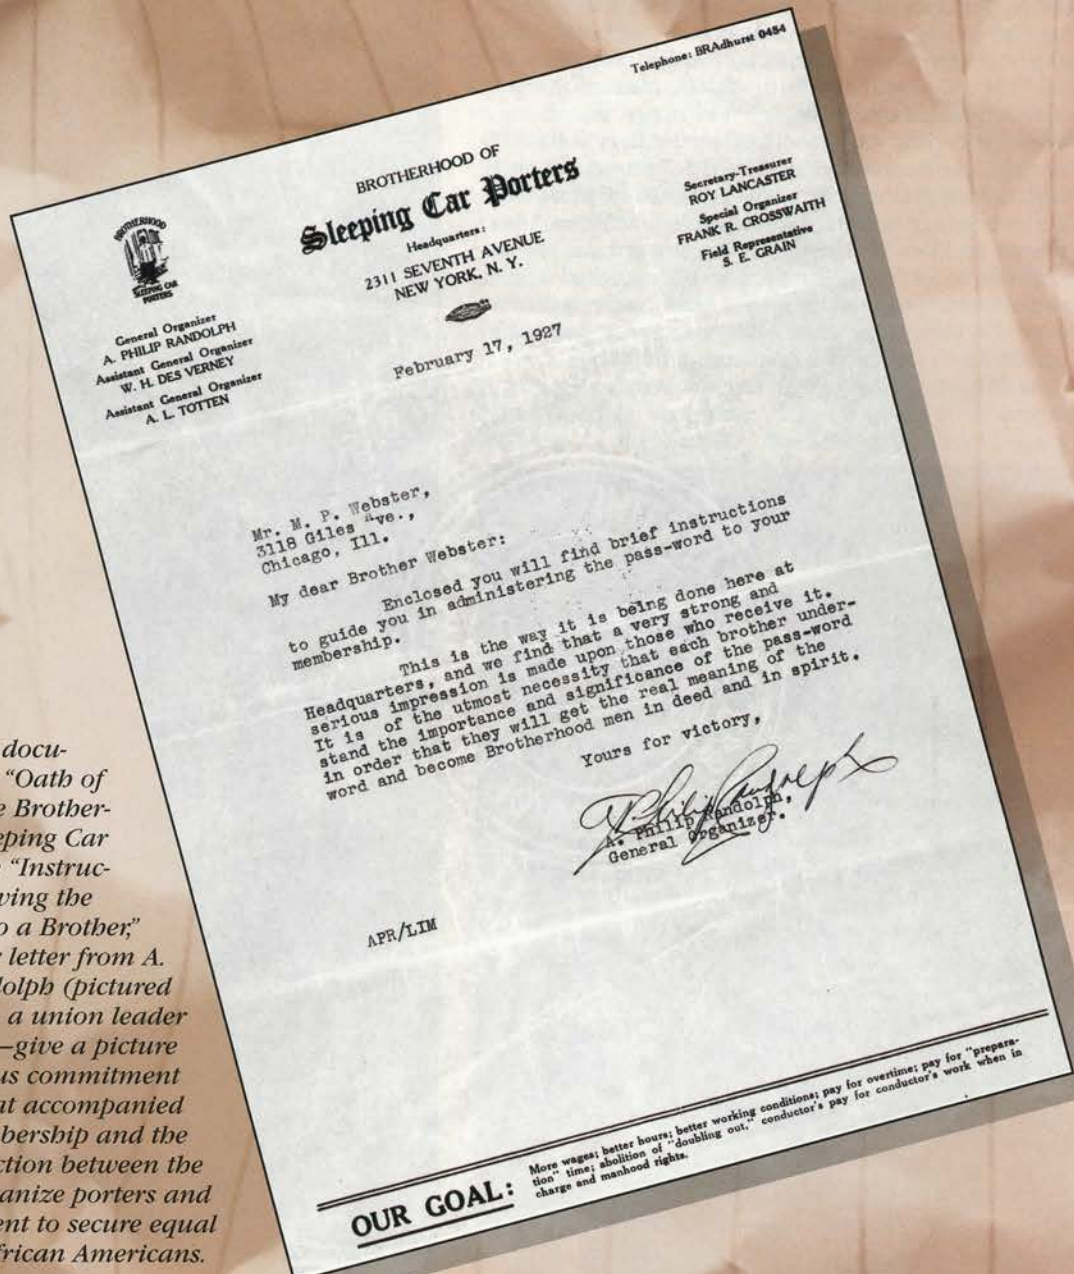 Telephone: BRAdhurst 0454
BROTHERHOOD OF
Sleeping Car Porters
Headquarters:
2311 SEVENTH AVENUE
NEW YORK, N. Y.
BROTHERHOOD
SLEEPING CAR
PORTERS
General Organizer
A. PHILIP RANDOLPH
Assistant General Organizer
W. H. DES VERNEY
Assistant General Organizer
A. L. TOTTEN
Secretary-Treasurer
ROY LANCASTER
Special Organizer
FRANK R. CROSSWAITH
Field Representative
S. E. GRAIN
February 17, 1927
Mr. M. P. Webster,
3118 Giles Ave.,
Chicago, Ill.
My dear Brother Webster:
Enclosed you will find brief instructions
to guide you in administering the pass-word to your
membership.
This is the way it is being done here at
Headquarters, and we find that a very strong and
serious impression is made upon those who receive it.
It is of the utmost necessity that each brother under-
stand the importance and significance of the pass-word
in order that they will get the real meaning of the
word and become Brotherhood men in deed and in spirit.
Yours for victory,
A. Philip Randolph
A. Philip Randolph,
General Organizer.
APR/LIM
OUR GOAL:
More wages; better hours; better working conditions; pay for overtime; pay for "prepara-
tion" time; abolition of "doubling out," conductor's pay for conductor's work when in
charge and manhood rights.
docu-
"Oath of
e Brother-
eping Car
"Instruc-
ving the
o a Brother,"
r letter from A.
dolph (pictured
a union leader
—give a picture
us commitment
at accompanied
bership and the
ction between the
anize porters and
ent to secure equal
frican Americans.